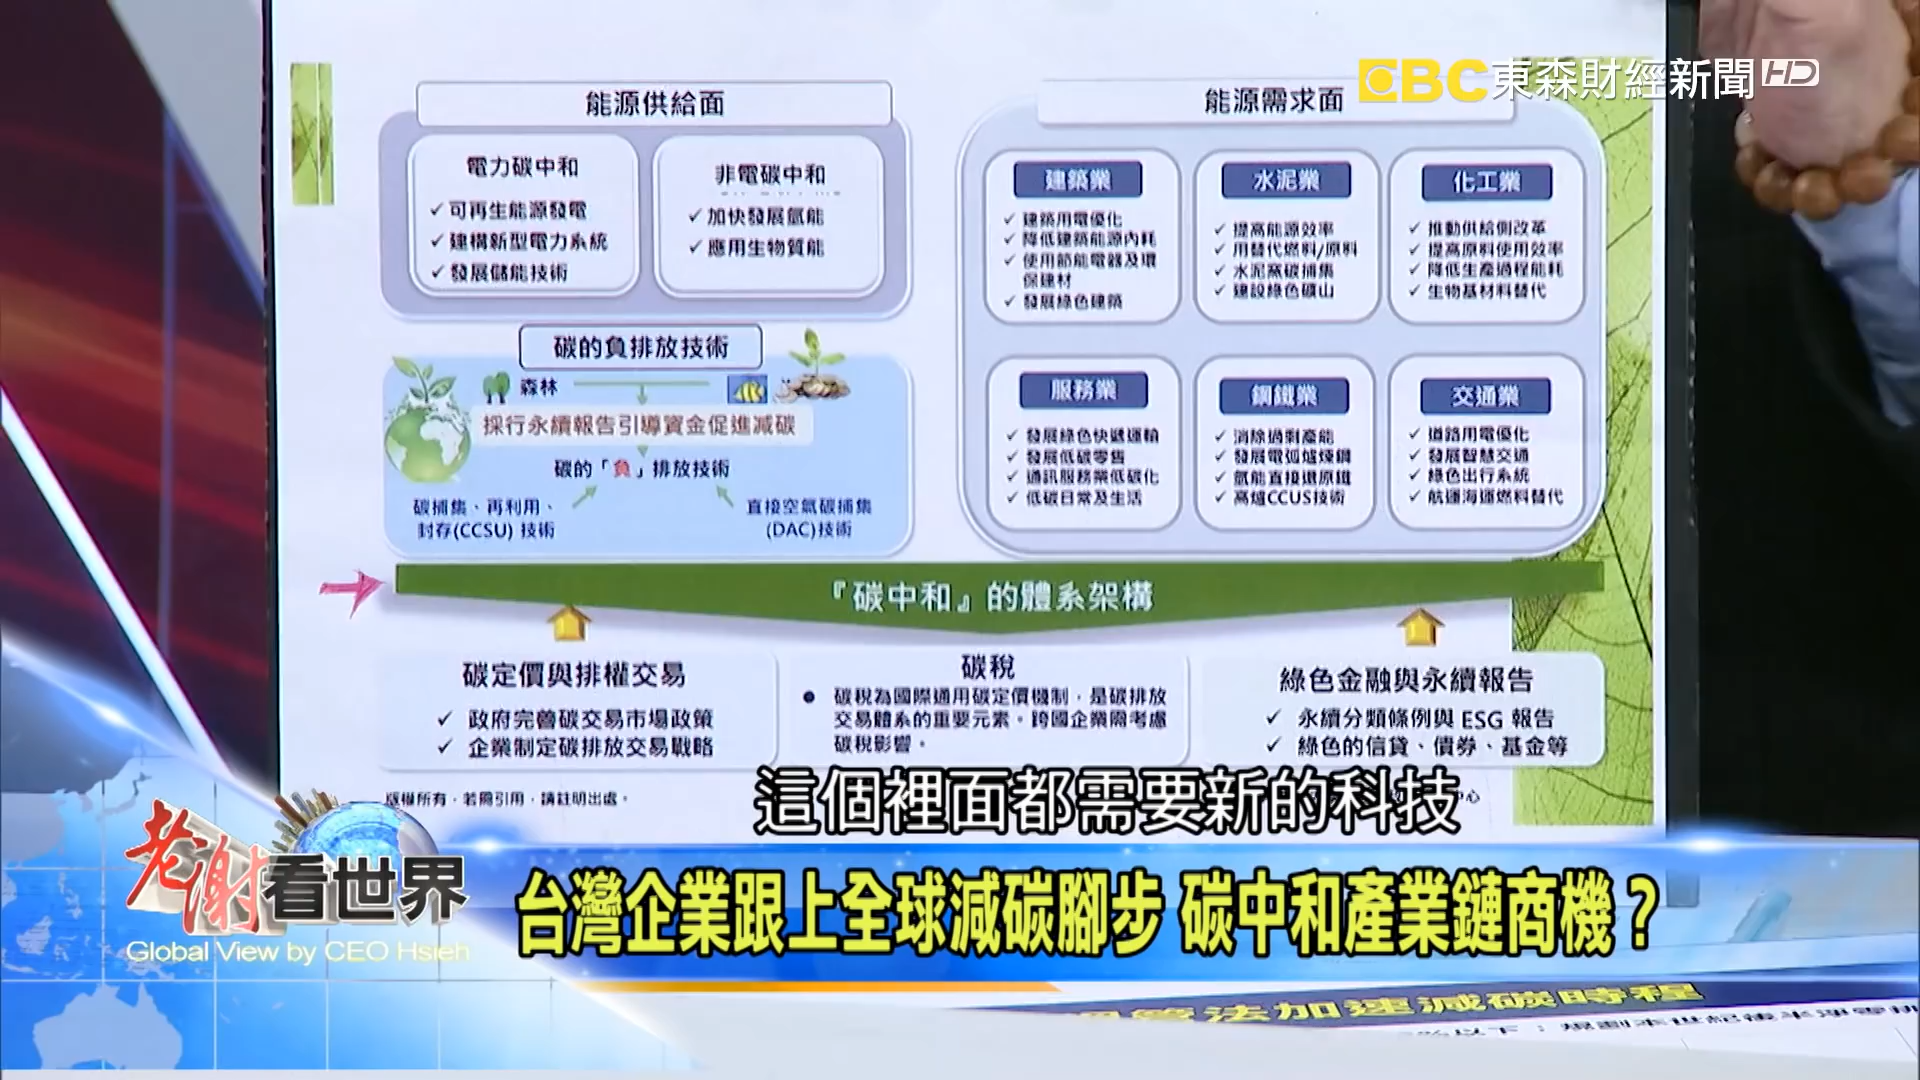 EBC 東森財經新聞 HD
能源供給面
電力碳中和
✓可再生能源發電
✓建構新型電力系統
✓發展儲能技術
非電碳中和
✓加快發展氫能
✓應用生物質能
碳的負排放技術
森林
採行永續報告引導資金促進減碳
碳的「負」排放技術
碳捕集、再利用、
封存(CCSU) 技術
直接空氣碳捕集
(DAC)技術
能源需求面
建築業
✓建築用電優化
✓降低建築能源內耗
✓使用節能電器及環
保建材
✓發展綠色建築
水泥業
✓提高能源效率
✓用替代燃料/原料
✓水泥窯碳捕集
✓建設綠色礦山
化工業
✓推動供給側改革
✓提高原料使用效率
✓降低生產過程能耗
✓生物基材料替代
服務業
✓發展綠色快遞運輸
✓發展低碳零售
✓通訊服務業低碳化
✓低碳日常及生活
鋼鐵業
✓消除過剩產能
✓發展電弧爐煉鋼
✓氫能直接還原鐵
✓高爐CCUS技術
交通業
✓道路用電優化
✓發展智慧交通
✓綠色出行系統
✓航運海運燃料替代
『碳中和』的體系架構
碳定價與排權交易
✓ 政府完善碳交易市場政策
✓ 企業制定碳排放交易戰略
碳稅
● 碳稅為國際通用碳定價機制，是碳排放
交易體系的重要元素。跨國企業需考慮
碳稅影響。
綠色金融與永續報告
✓ 永續分類條例與 ESG 報告
✓ 綠色的信貸、債券、基金等
版權所有，若需引用，請註明出處。
中心
這個裡面都需要新的科技
老謝看世界
Global View by CEO Hsieh
台灣企業跟上全球減碳腳步 碳中和產業鏈商機？
法加速減碳時程